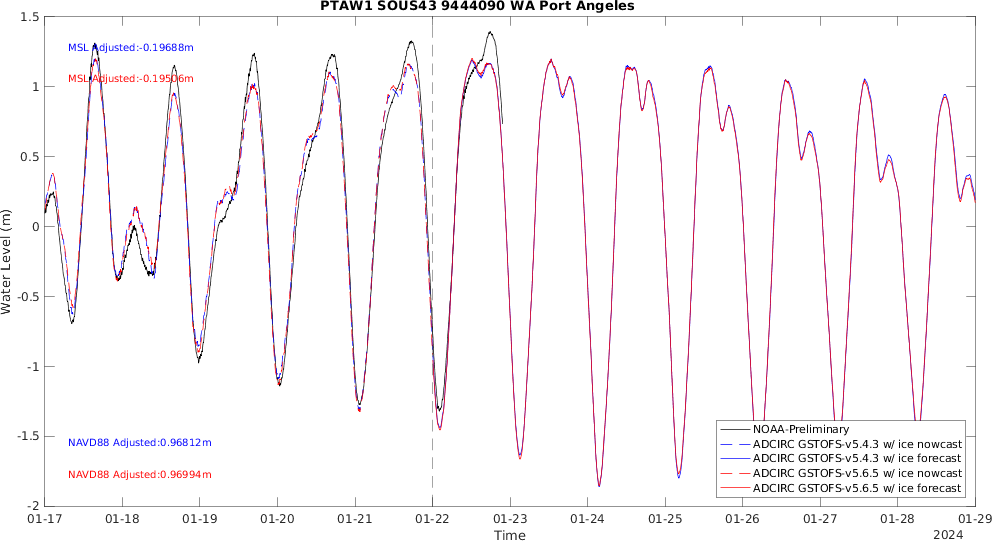 PTAW1 SOUS43 9444090 WA Port Angeles
1.5
1
0.5
0
-0.5
-1
-1.5
-2
Water Level (m)
MSL Adjusted:-0.19688m
MSL Adjusted:-0.19506m
NAVD88 Adjusted:0.96812m
NAVD88 Adjusted:0.96994m
NOAA-Preliminary
ADCIRC GSTOFS-v5.4.3 w/ ice nowcast
ADCIRC GSTOFS-v5.4.3 w/ ice forecast
ADCIRC GSTOFS-v5.6.5 w/ ice nowcast
ADCIRC GSTOFS-v5.6.5 w/ ice forecast
01-17 01-18 01-19 01-20 01-21 01-22 01-23 01-24 01-25 01-26 01-27 01-28 01-29
Time
2024